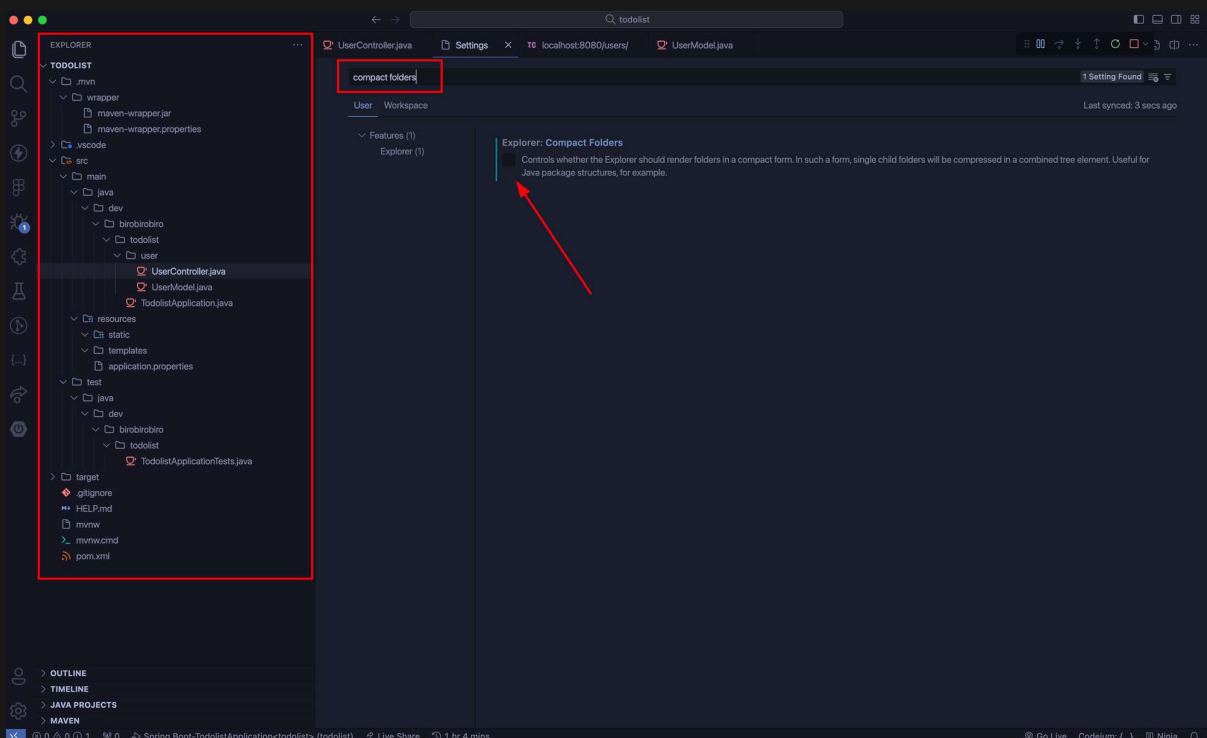 todolist
EXPLORER
UserController.java
Settings
TC localhost:8080/users/
UserModel.java
TODOLIST
.mvn
wrapper
maven-wrapper.jar
maven-wrapper.properties
.vscode
src
main
java
dev
birobirobiro
todolist
user
UserController.java
UserModel.java
TodolistApplication.java
resources
static
templates
application.properties
test
java
dev
birobirobiro
todolist
TodolistApplicationTests.java
target
.gitignore
HELP.md
mvnw
mvnw.cmd
pom.xml
OUTLINE
TIMELINE
JAVA PROJECTS
MAVEN
compact folders
1 Setting Found
User Workspace
Last synced: 3 secs ago
Features (1)
Explorer (1)
Explorer: Compact Folders
Controls whether the Explorer should render folders in a compact form. In such a form, single child folders will be compressed in a combined tree element. Useful for
Java package structures, for example.
1
0 0 1 0 Spring Boot-TodolistApplication<todolist> (todolist) Live Share 1 hr 4 mins
Go Live Codeium: {..} Ninja